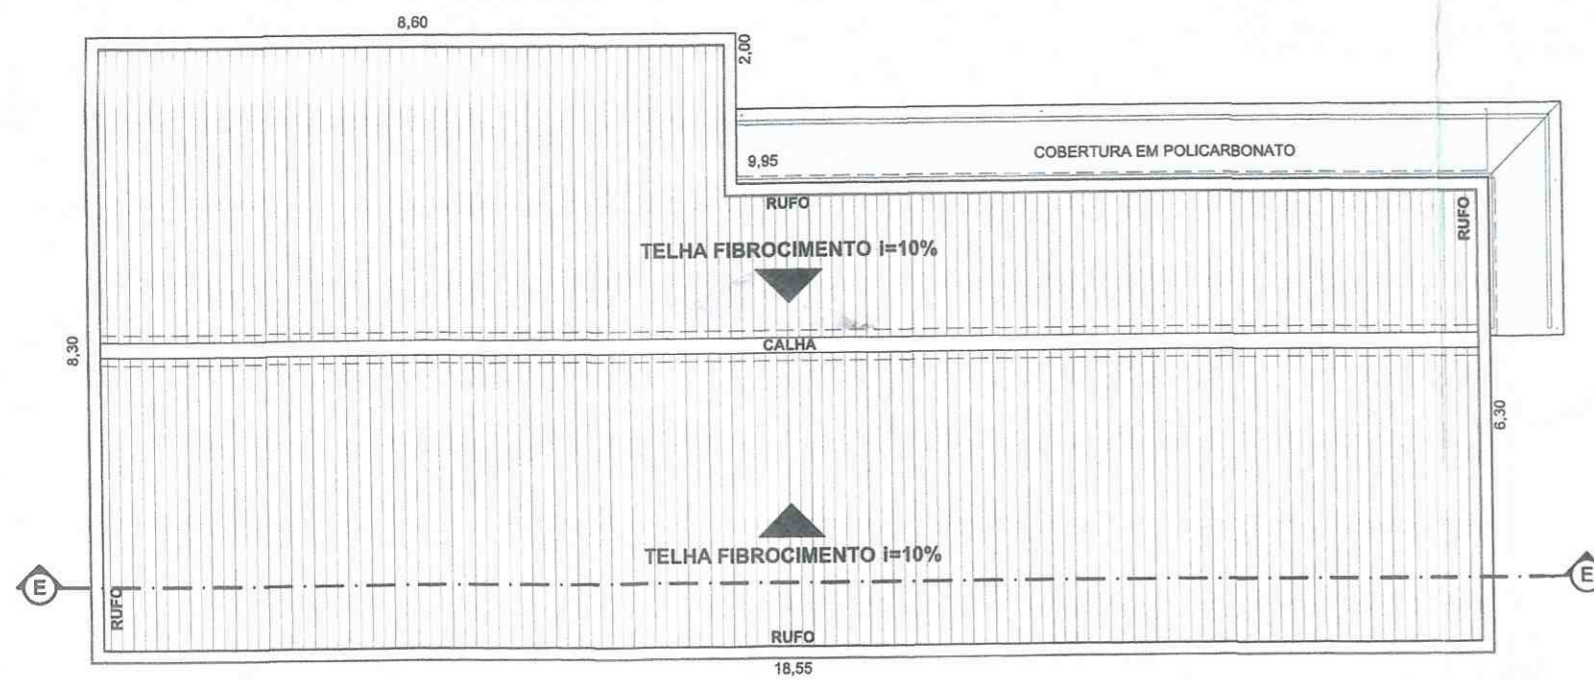 8,60
2,00
9,95
COBERTURA EM POLICARBONATO
RUFO
RUFO
TELHA FIBROCIMENTO i=10%
8,30
CALHA
6,30
TELHA FIBROCIMENTO i=10%
E
E
RUFO
RUFO
18,55